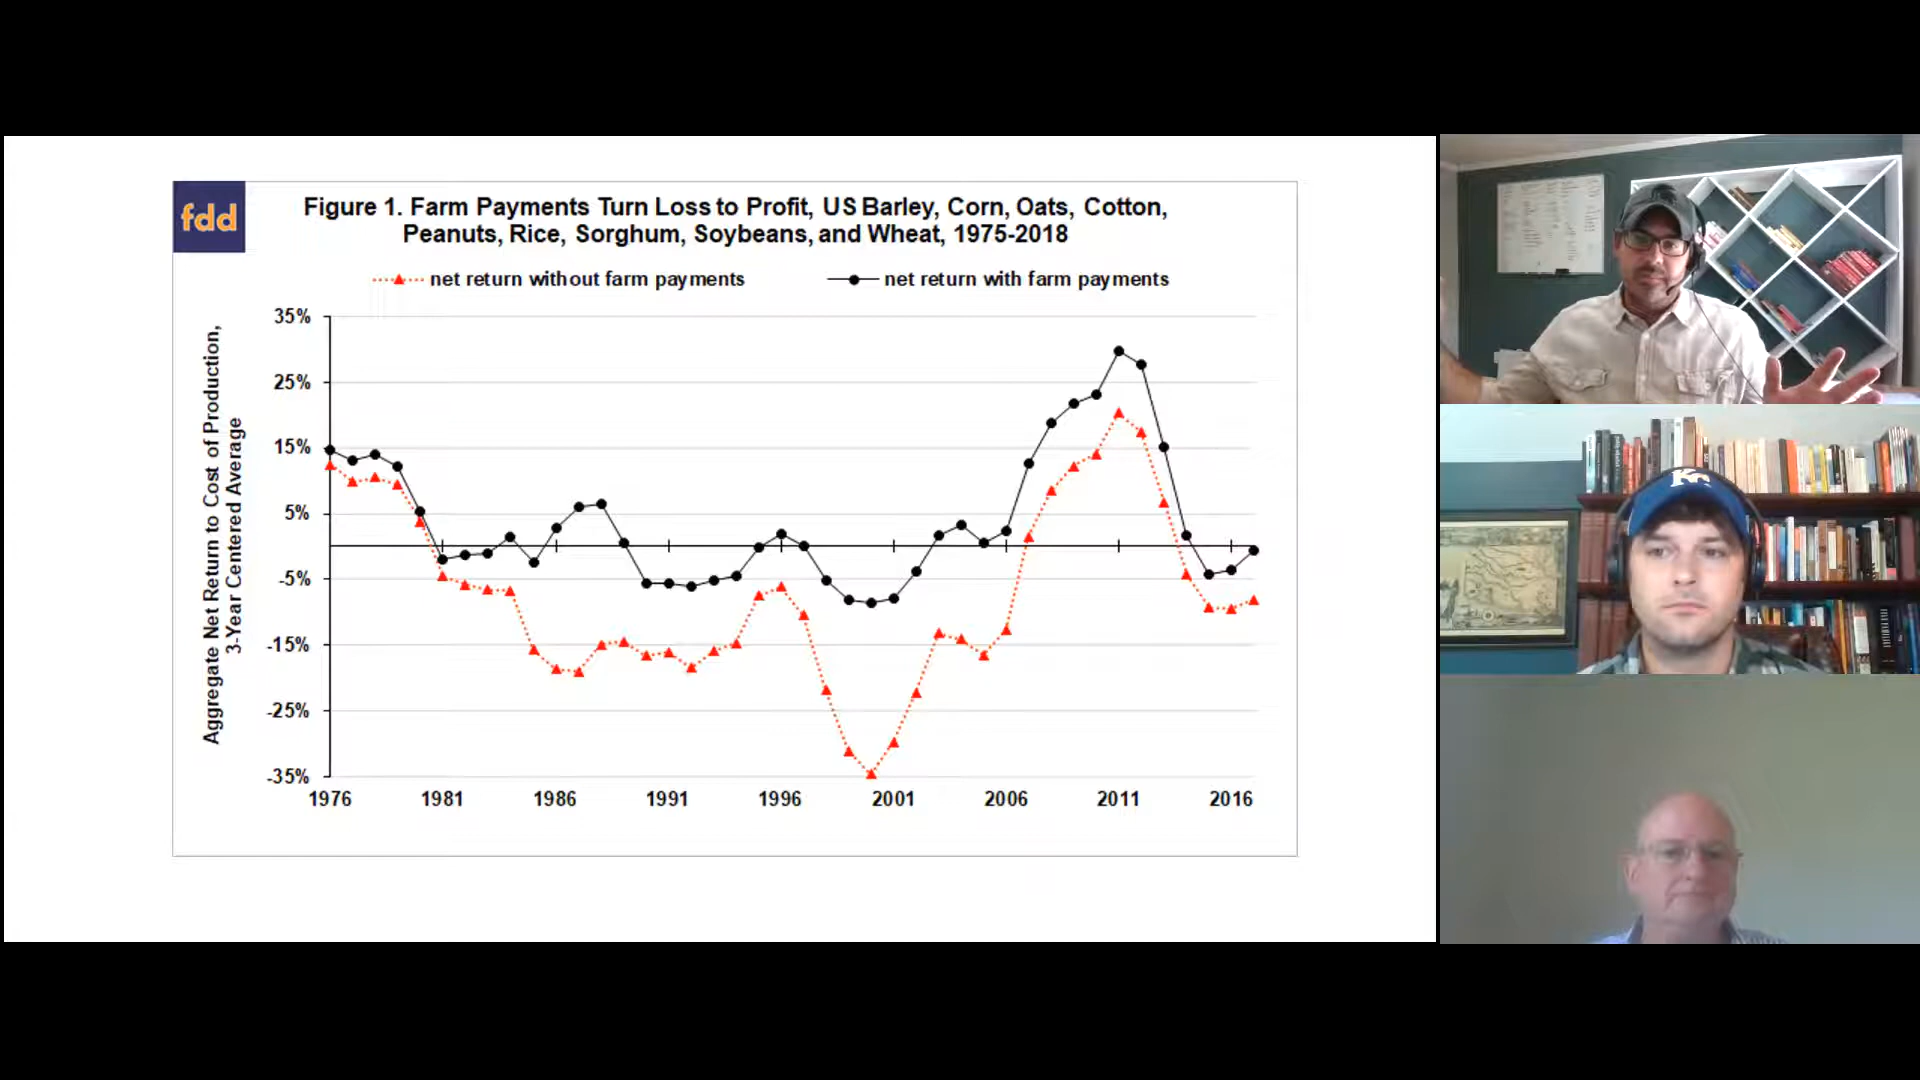 fdd
Figure 1. Farm Payments Turn Loss to Profit, US Barley, Corn, Oats, Cotton,
Peanuts, Rice, Sorghum, Soybeans, and Wheat, 1975-2018
net return without farm payments
net return with farm payments
Aggregate Net Return to Cost of Production,
3-Year Centered Average
35%
25%
15%
5%
-5%
-15%
-25%
-35%
1976 1981 1986 1991 1996 2001 2006 2011 2016
KC